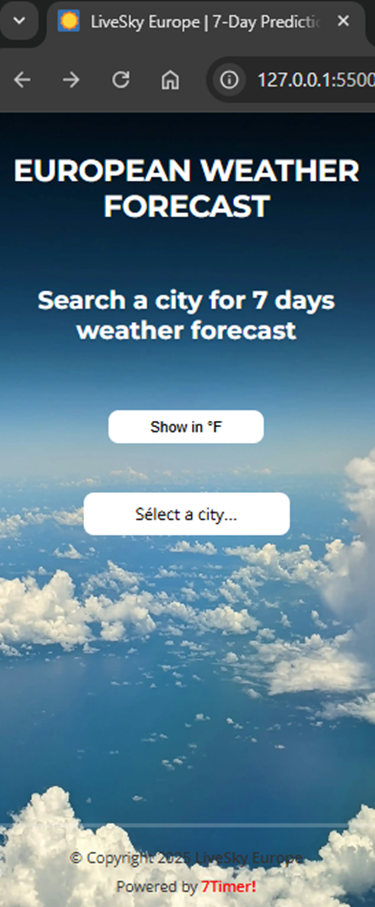 LiveSky Europe | 7-Day Predictic
127.0.0.1:5500
EUROPEAN WEATHER
FORECAST
Search a city for 7 days
weather forecast
Show in °F
Sélect a city...
© Copyright 2025 LiveSky Europe
Powered by 7Timer!